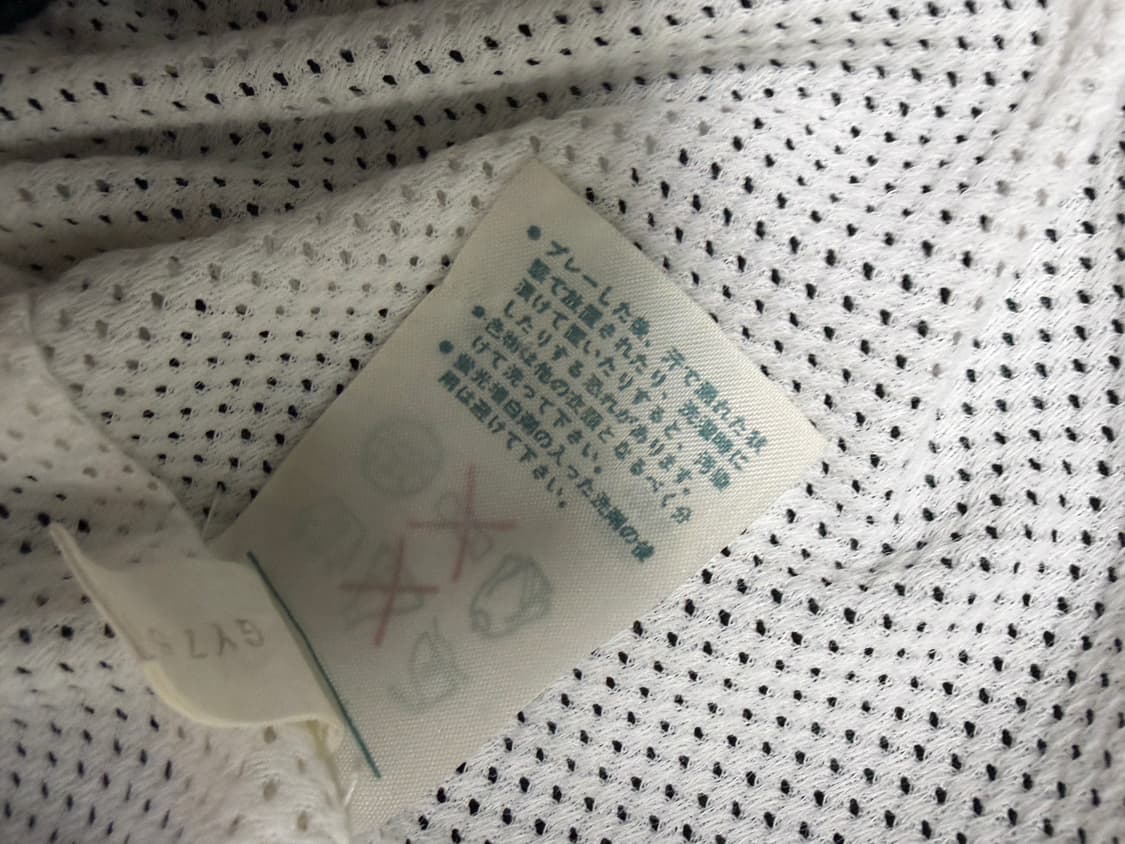 ●プレーした後、汗で濡れた状
態で放置されたり、洗濯時に
漬けて置いたりすると、汚染
したりする恐れがあります。
●色物は他の衣類となるべく分
けて洗って下さい。
●蛍光増白剤の入った洗剤の使
用は避けて下さい。
GY78